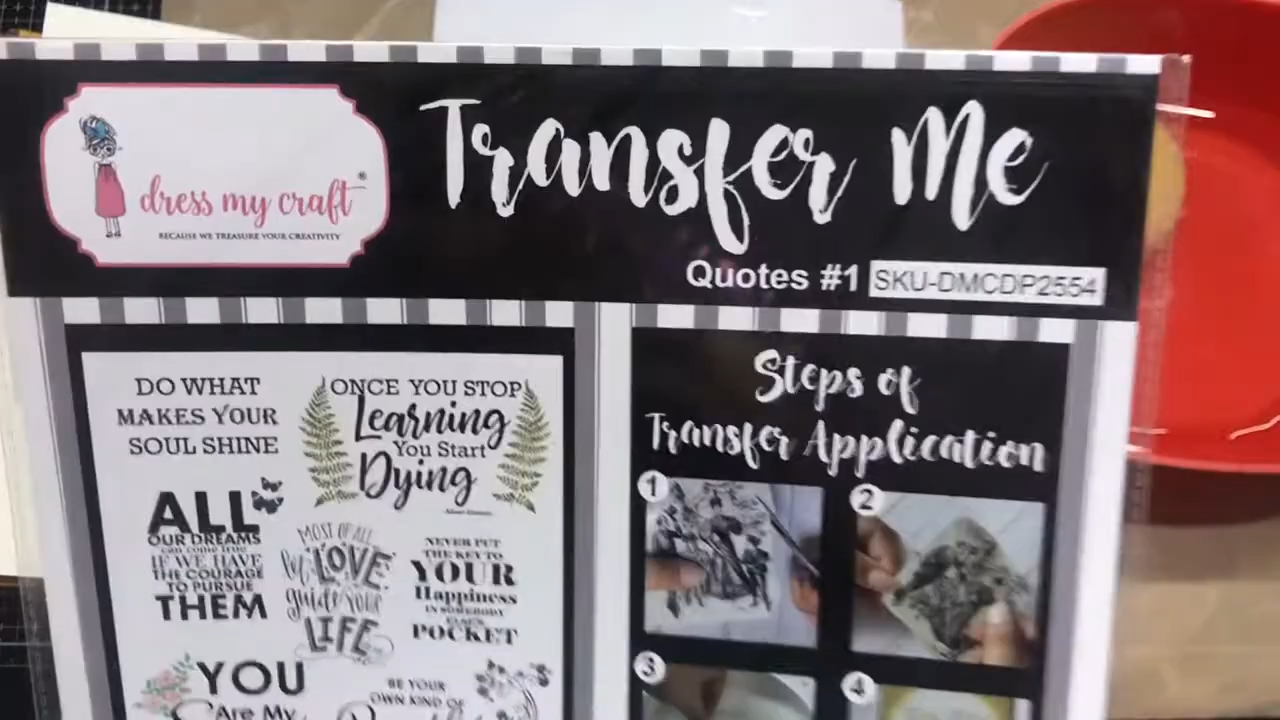 Transfer Me
dress my craft®
BECAUSE WE TREASURE YOUR CREATIVITY
Quotes #1 SKU-DMCDP2554
DO WHAT
MAKES YOUR
SOUL SHINE
ONCE YOU STOP
Learning
You Start
Dying
ALL
OUR DREAMS
can come true
IF WE HAVE
THE COURAGE
TO PURSUE
THEM
MOST OF ALL
let LOVE
guide your
LIFE
NEVER PUT
THE KEY TO
YOUR
Happiness
IN SOMEBODY
ELSE'S
POCKET
YOU
Are My
BE YOUR
OWN KIND OF
Steps of
Transfer Application
1
2
3
4